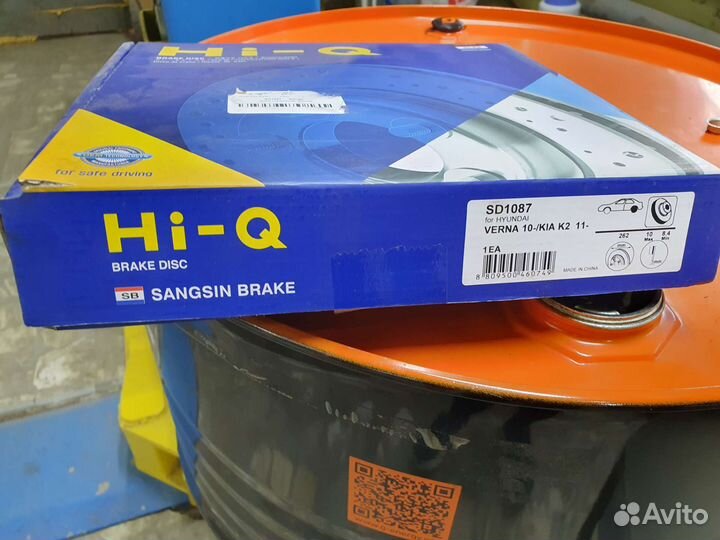 Hi-Q
BRAKE DISC
for safe driving
Hi-Q
BRAKE DISC
SB SANGSIN BRAKE
SD1087
for HYUNDAI
VERNA 10-/KIA K2 11-
1EA
8 809500 460749
MADE IN CHINA
262
10 Max
8,4 Min
Avito